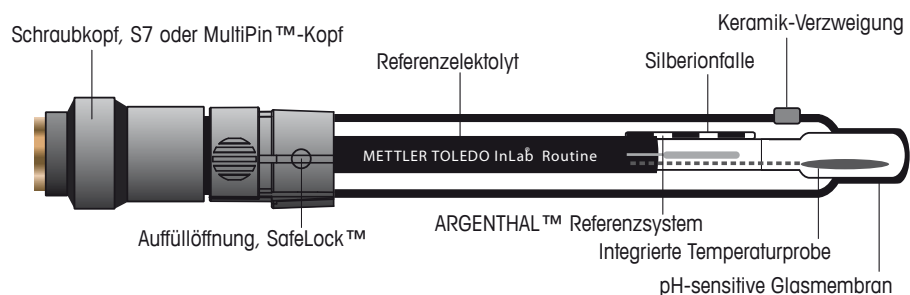 Keramik-Verzweigung
Schraubkopf, S7 oder MultiPin™-Kopf
Referenzelektolyt
Silberionfalle
METTLER TOLEDO InLab® Routine
ARGENTHAL™ Referenzsystem
Auffüllöffnung, SafeLock™
Integrierte Temperaturprobe
pH-sensitive Glasmembran